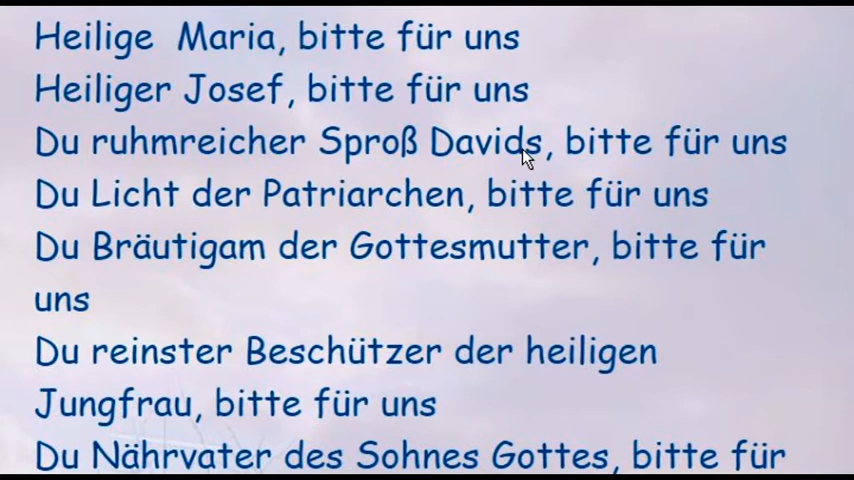 Heilige Maria, bitte für uns
Heiliger Josef, bitte für uns
Du ruhmreicher Sproß Davids, bitte für uns
Du Licht der Patriarchen, bitte für uns
Du Bräutigam der Gottesmutter, bitte für
uns
Du reinster Beschützer der heiligen
Jungfrau, bitte für uns
Du Nährvater des Sohnes Gottes, bitte für